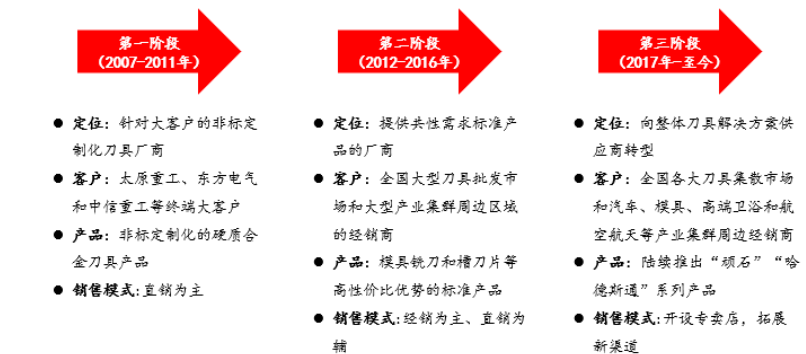 第一阶段
（2007-2011年）
● 定位：针对大客户的非标定
制化刀具厂商
● 客户：太原重工、东方电气
和中信重工等终端大客户
● 产品：非标定制化的硬质合
金刀具产品
● 销售模式:直销为主
第二阶段
（2012-2016年）
● 定位：提供共性需求标准产
品的厂商
● 客户：全国大型刀具批发市
场和大型产业集群周边区域
的经销商
● 产品：模具铣刀和槽刀片等
高性价比优势的标准产品
● 销售模式:经销为主、直销为
辅
第三阶段
（2017年-至今）
● 定位：向整体刀具解决方案供
应商转型
● 客户：全国各大刀具集散市场
和汽车、模具、高端卫浴和航
空航天等产业集群周边经销商
● 产品：陆续推出“顽石”“哈
德斯通”系列产品
● 销售模式:开设专卖店，拓展
新渠道